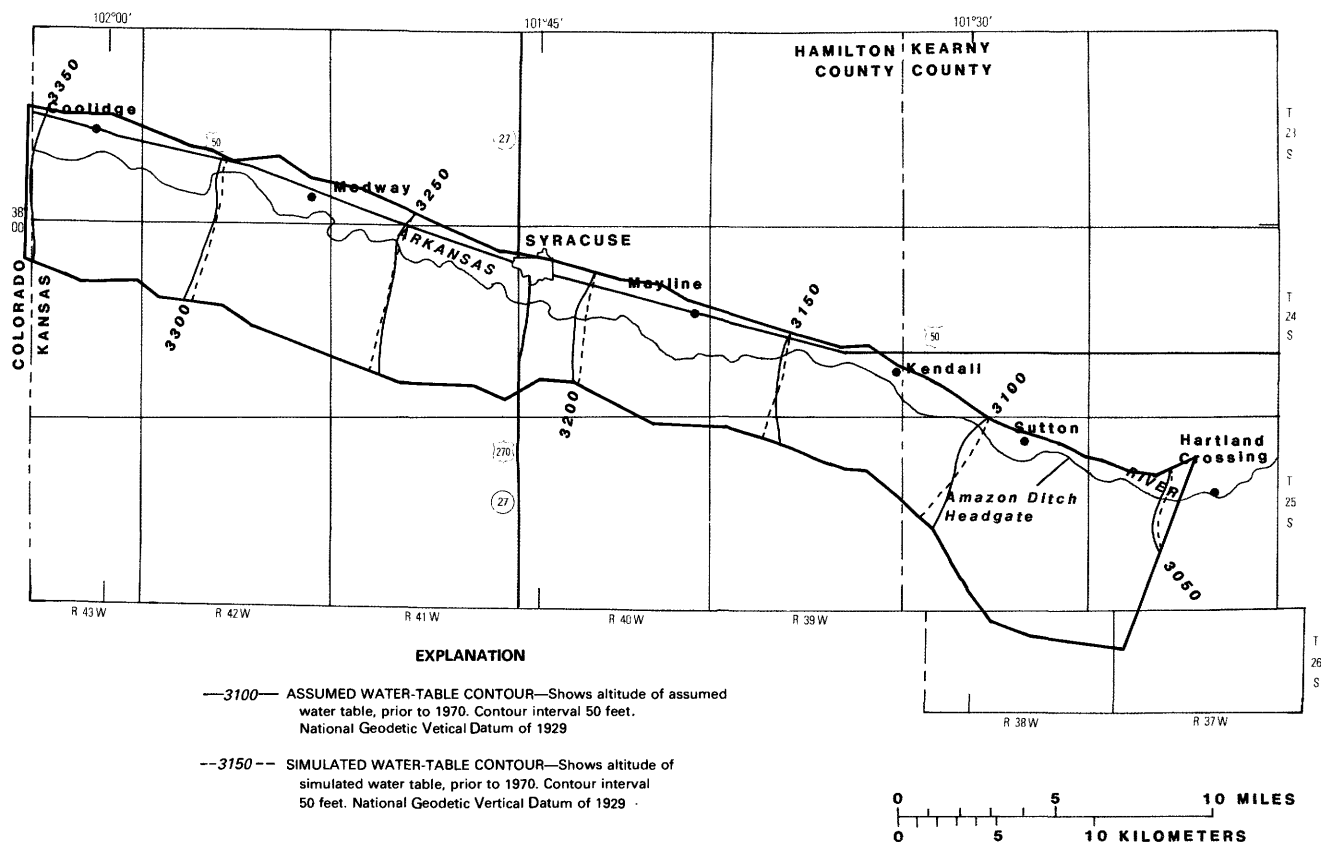 102°00'
101°45'
101°30'
HAMILTON KEARNY
COUNTY COUNTY
3350
Coolidge
T
23
S
50
27
Medway
3250
38
00'
ARKANSAS
SYRACUSE
Mayline
COLORADO
KANSAS
3300
3150
T
24
S
50
Kendall
3200
3100
Sutton
Hartland
Crossing
270
RIVER
27
Amazon Ditch
Headgate
T
25
S
3050
R 43 W
R 42 W
R 41 W
R 40 W
R 39 W
T
26
S
R 38 W
R 37 W
EXPLANATION
—3100— ASSUMED WATER-TABLE CONTOUR—Shows altitude of assumed
water table, prior to 1970. Contour interval 50 feet.
National Geodetic Vetical Datum of 1929
--3150-- SIMULATED WATER-TABLE CONTOUR—Shows altitude of
simulated water table, prior to 1970. Contour interval
50 feet. National Geodetic Vertical Datum of 1929
0 5 10 MILES
0 5 10 KILOMETERS